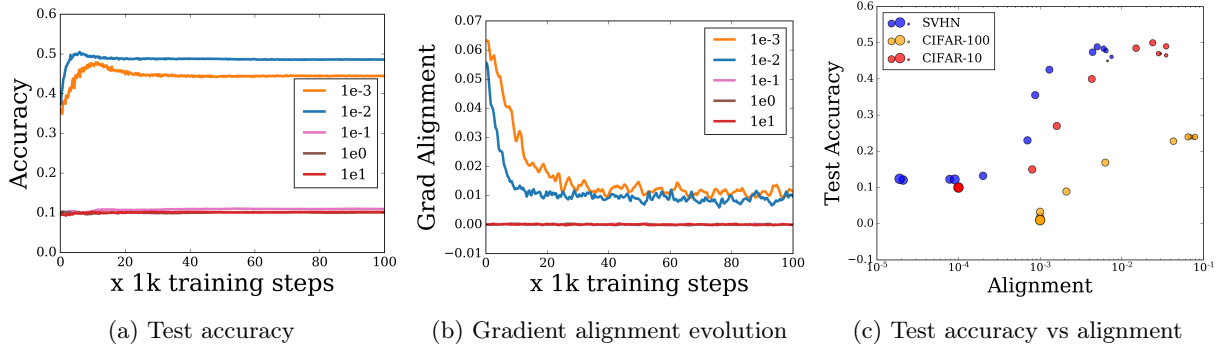 Accuracy
0.6
0.5
0.4
0.3
0.2
0.1
0.0
0 20 40 60 80 100
x 1k training steps
1e-3
1e-2
1e-1
1e0
1e1
(a) Test accuracy
Grad Alignment
0.07
0.06
0.05
0.04
0.03
0.02
0.01
0.00
−0.01
0 20 40 60 80 100
x 1k training steps
1e-3
1e-2
1e-1
1e0
1e1
(b) Gradient alignment evolution
Test Accuracy
0.6
0.5
0.4
0.3
0.2
0.1
0.0
−0.1
10^-5 10^-4 10^-3 10^-2 10^-1
Alignment
SVHN
CIFAR-100
CIFAR-10
(c) Test accuracy vs alignment